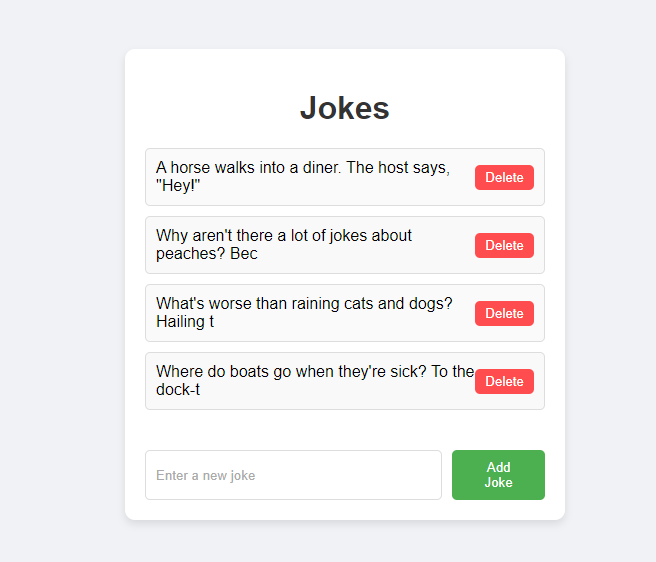 Jokes
A horse walks into a diner. The host says,
"Hey!"
Delete
Why aren't there a lot of jokes about
peaches? Bec
Delete
What's worse than raining cats and dogs?
Hailing t
Delete
Where do boats go when they're sick? To the
dock-t
Delete
Enter a new joke
Add
Joke